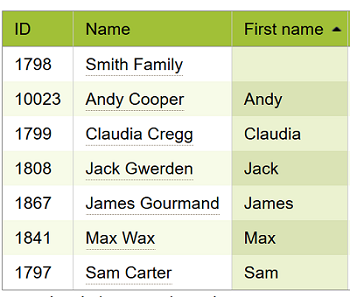 ID Name First name
1798 Smith Family
10023 Andy Cooper Andy
1799 Claudia Cregg Claudia
1808 Jack Gwerden Jack
1867 James Gourmand James
1841 Max Wax Max
1797 Sam Carter Sam